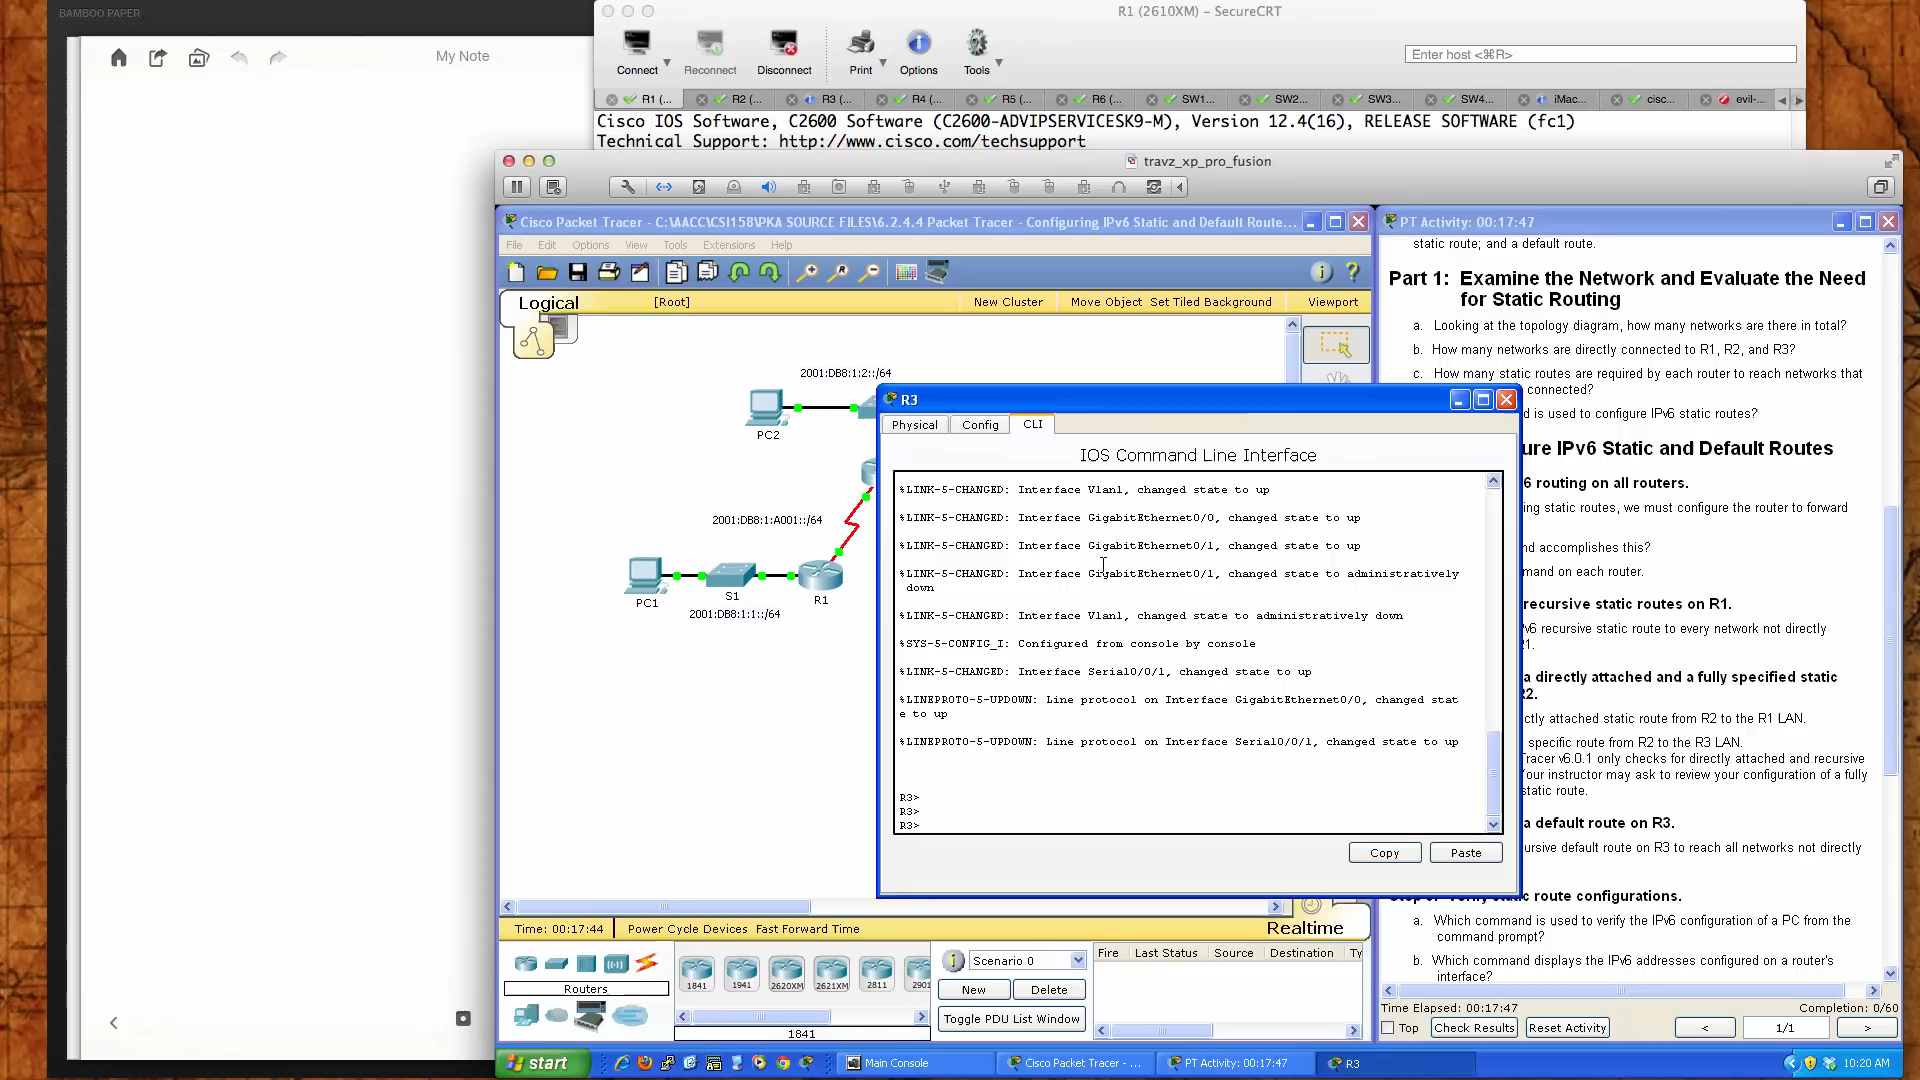 BAMBOO PAPER
My Note
R1 (2610XM) - SecureCRT
Connect
Reconnect
Disconnect
Print
Options
Tools
Enter host <⌘R>
R1 (...
R2 (...
R3 (...
R4 (...
R5 (...
R6 (...
SW1...
SW2...
SW3...
SW4...
iMac...
cisc...
evil-...
Cisco IOS Software, C2600 Software (C2600-ADVIPSERVICESK9-M), Version 12.4(16), RELEASE SOFTWARE (fc1)
Technical Support: http://www.cisco.com/techsupport
travz_xp_pro_fusion
Cisco Packet Tracer - C:\AACC\CSI158\PKA SOURCE FILES\6.2.4.4 Packet Tracer - Configuring IPv6 Static and Default Route...
File Edit Options View Tools Extensions Help
Logical
[Root]
New Cluster
Move Object
Set Tiled Background
Viewport
2001:DB8:1:2::/64
PC2
2001:DB8:1:A001::/64
PC1
S1
R1
2001:DB8:1:1::/64
R3
Physical
Config
CLI
IOS Command Line Interface
%LINK-5-CHANGED: Interface Vlan1, changed state to up
%LINK-5-CHANGED: Interface GigabitEthernet0/0, changed state to up
%LINK-5-CHANGED: Interface GigabitEthernet0/1, changed state to up
%LINK-5-CHANGED: Interface GigabitEthernet0/1, changed state to administratively
down
%LINK-5-CHANGED: Interface Vlan1, changed state to administratively down
%SYS-5-CONFIG_I: Configured from console by console
%LINK-5-CHANGED: Interface Serial0/0/1, changed state to up
%LINEPROTO-5-UPDOWN: Line protocol on Interface GigabitEthernet0/0, changed stat
e to up
%LINEPROTO-5-UPDOWN: Line protocol on Interface Serial0/0/1, changed state to up
R3>
R3>
R3>
Copy
Paste
PT Activity: 00:17:47
static route; and a default route.
Part 1: Examine the Network and Evaluate the Need
for Static Routing
a. Looking at the topology diagram, how many networks are there in total?
b. How many networks are directly connected to R1, R2, and R3?
c. How many static routes are required by each router to reach networks that
connected?
d is used to configure IPv6 static routes?
ure IPv6 Static and Default Routes
6 routing on all routers.
ing static routes, we must configure the router to forward
nd accomplishes this?
mand on each router.
recursive static routes on R1.
v6 recursive static route to every network not directly
1.
a directly attached and a fully specified static
R2.
ctly attached static route from R2 to the R1 LAN.
specific route from R2 to the R3 LAN.
Tracer v6.0.1 only checks for directly attached and recursive
Your instructor may ask to review your configuration of a fully
static route.
a default route on R3.
ursive default route on R3 to reach all networks not directly
route configurations.
a. Which command is used to verify the IPv6 configuration of a PC from the
command prompt?
b. Which command displays the IPv6 addresses configured on a router's
interface?
Time Elapsed: 00:17:47
Completion: 0/60
Top
Check Results
Reset Activity
<
1/1
>
Time: 00:17:44
Power Cycle Devices
Fast Forward Time
Realtime
Routers
1841
1941
2620XM
2621XM
2811
2901
1841
Scenario 0
New
Delete
Toggle PDU List Window
Fire
Last Status
Source
Destination
Ty
start
Main Console
Cisco Packet Tracer - ...
PT Activity: 00:17:47
R3
10:20 AM